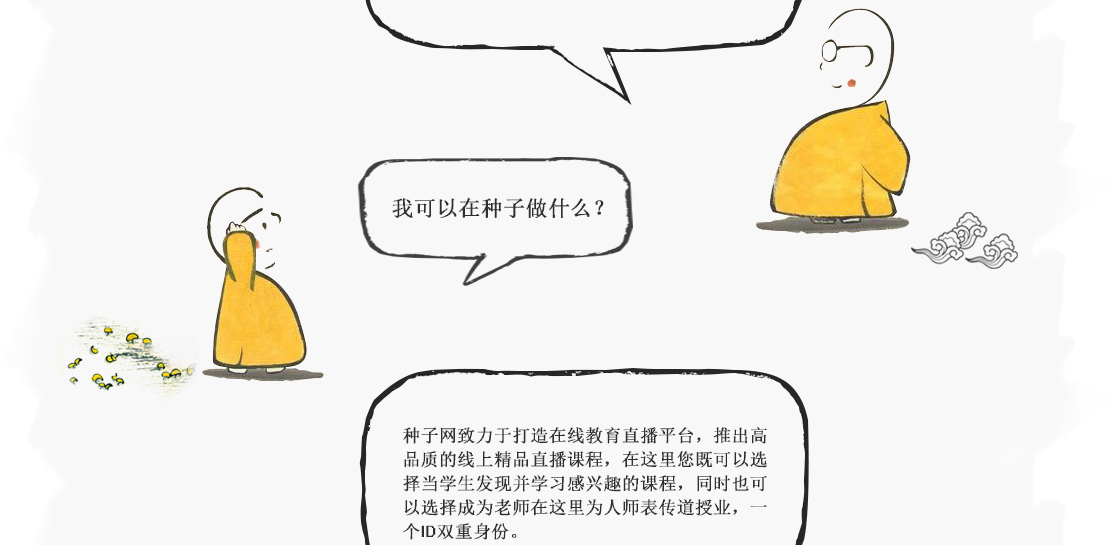 我可以在种子做什么？
种子网致力于打造在线教育直播平台，推出高
品质的线上精品直播课程，在这里您既可以选
择当学生发现并学习感兴趣的课程，同时也可
以选择成为老师在这里为人师表传道授业，一
个ID双重身份。